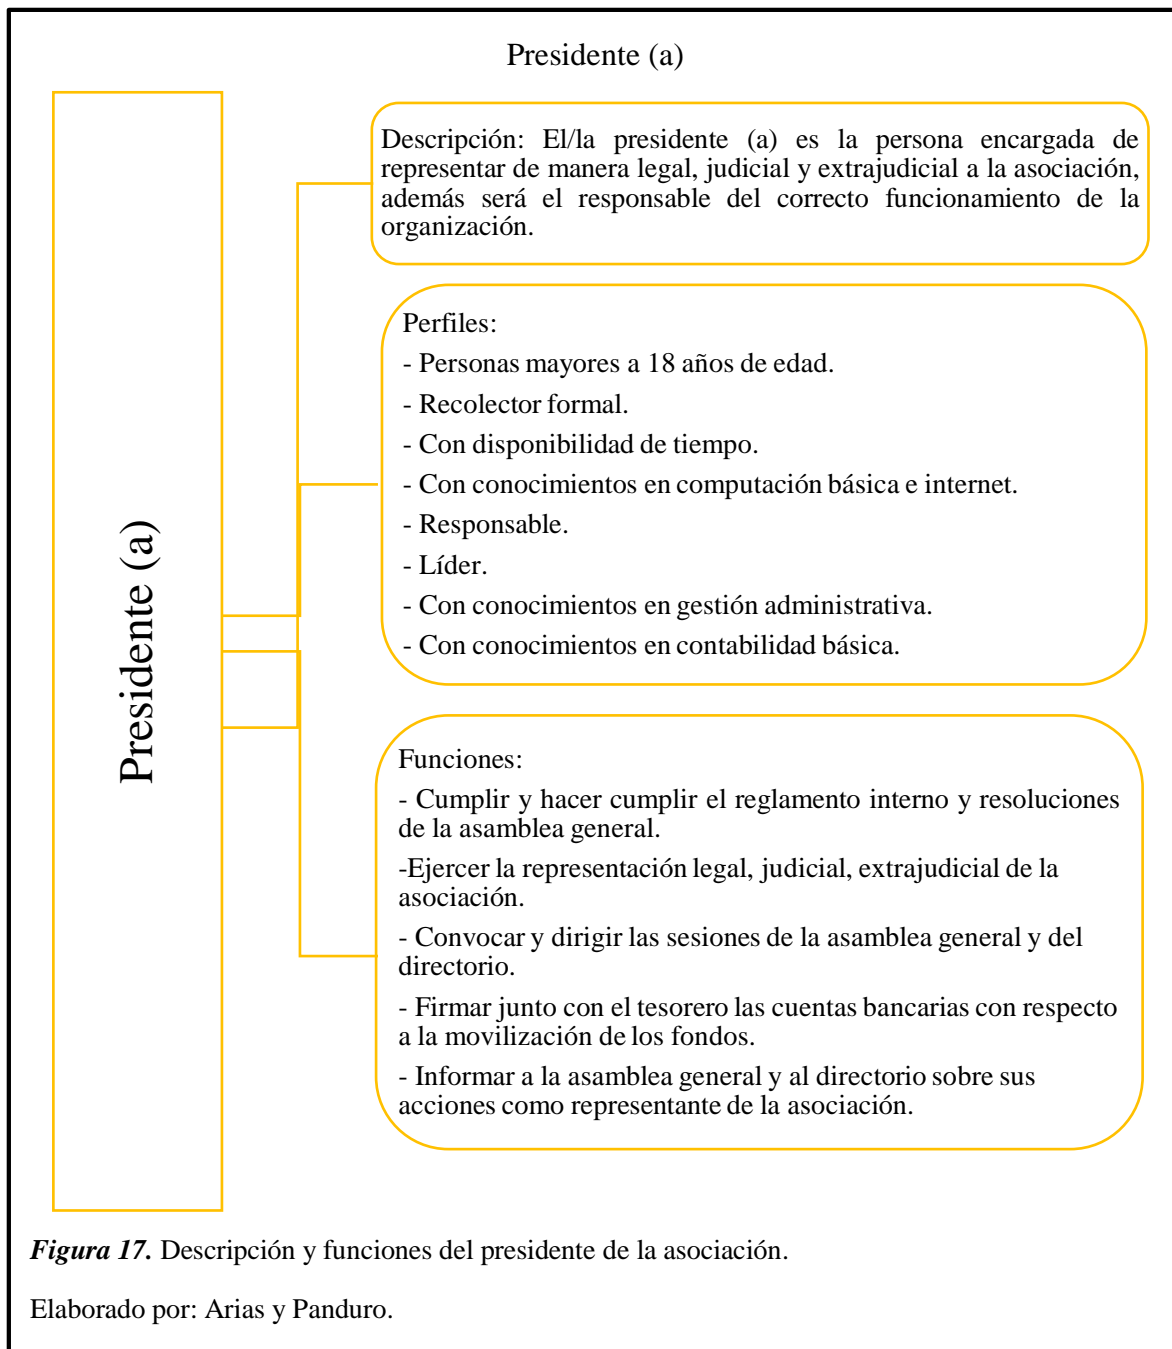 Presidente (a)
Presidente (a)
Descripción: El/la presidente (a) es la persona encargada de
representar de manera legal, judicial y extrajudicial a la asociación,
además será el responsable del correcto funcionamiento de la
organización.
Perfiles:
- Personas mayores a 18 años de edad.
- Recolector formal.
- Con disponibilidad de tiempo.
- Con conocimientos en computación básica e internet.
- Responsable.
- Líder.
- Con conocimientos en gestión administrativa.
- Con conocimientos en contabilidad básica.
Funciones:
- Cumplir y hacer cumplir el reglamento interno y resoluciones
de la asamblea general.
-Ejercer la representación legal, judicial, extrajudicial de la
asociación.
- Convocar y dirigir las sesiones de la asamblea general y del
directorio.
- Firmar junto con el tesorero las cuentas bancarias con respecto
a la movilización de los fondos.
- Informar a la asamblea general y al directorio sobre sus
acciones como representante de la asociación.
Figura 17. Descripción y funciones del presidente de la asociación.
Elaborado por: Arias y Panduro.